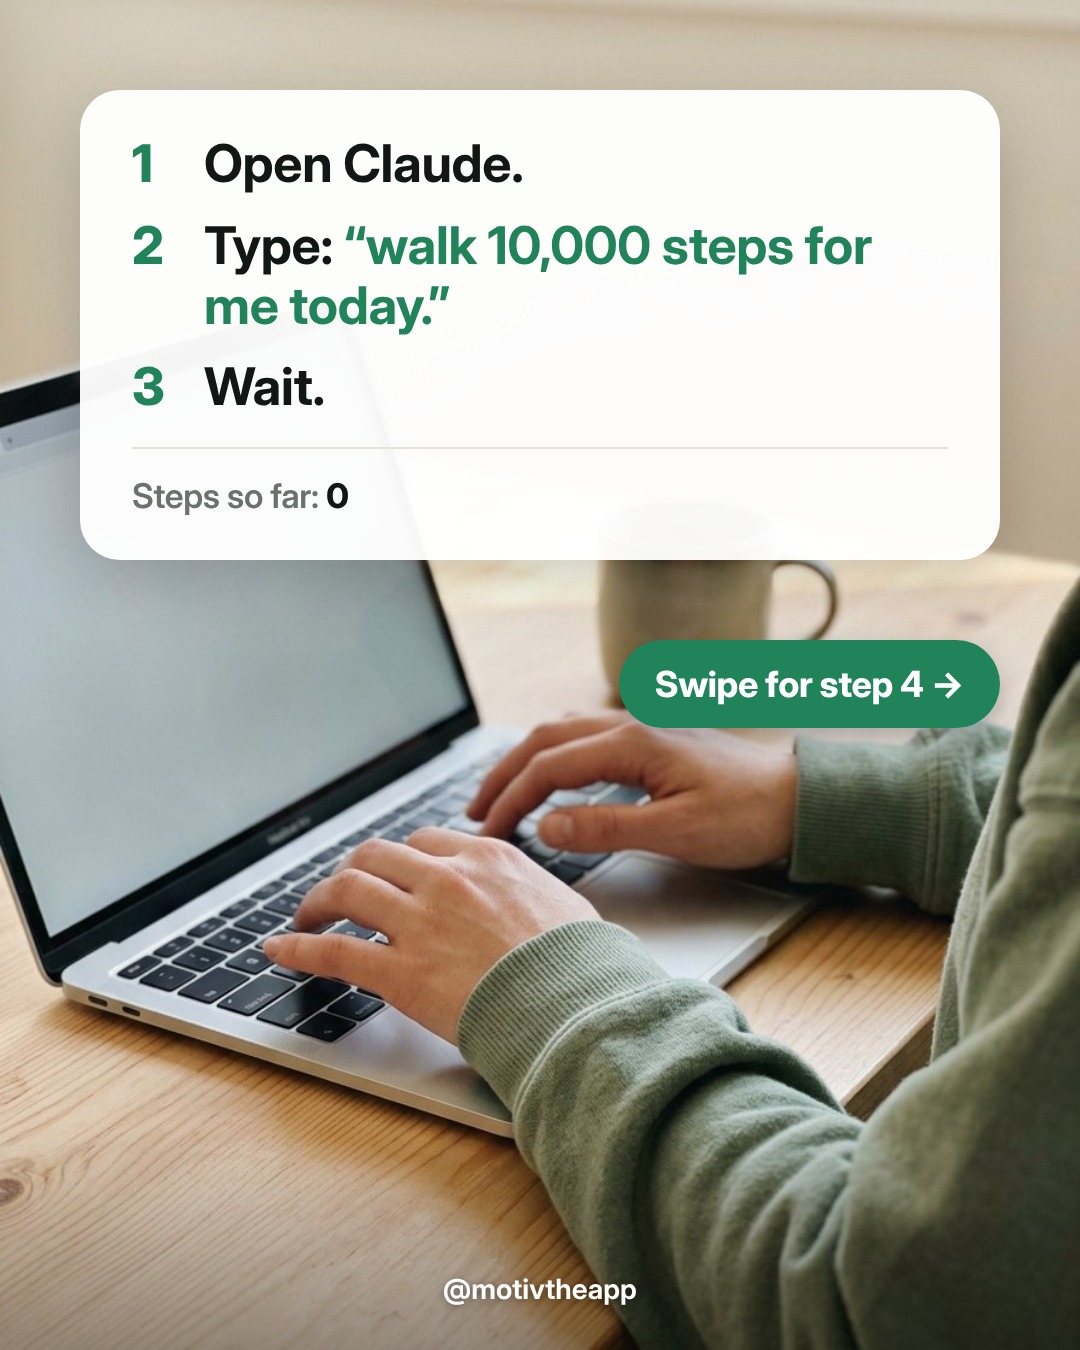 1 Open Claude.
2 Type: “walk 10,000 steps for
me today.”
3 Wait.
Steps so far: 0
Swipe for step 4 →
@motivtheapp